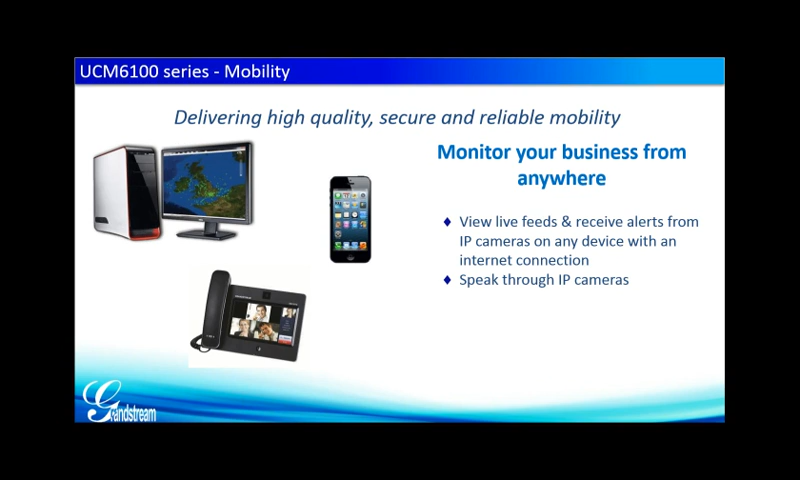 UCM6100 series - Mobility
Delivering high quality, secure and reliable mobility
Monitor your business from
anywhere
♦ View live feeds & receive alerts from
IP cameras on any device with an
internet connection
♦ Speak through IP cameras
Grandstream